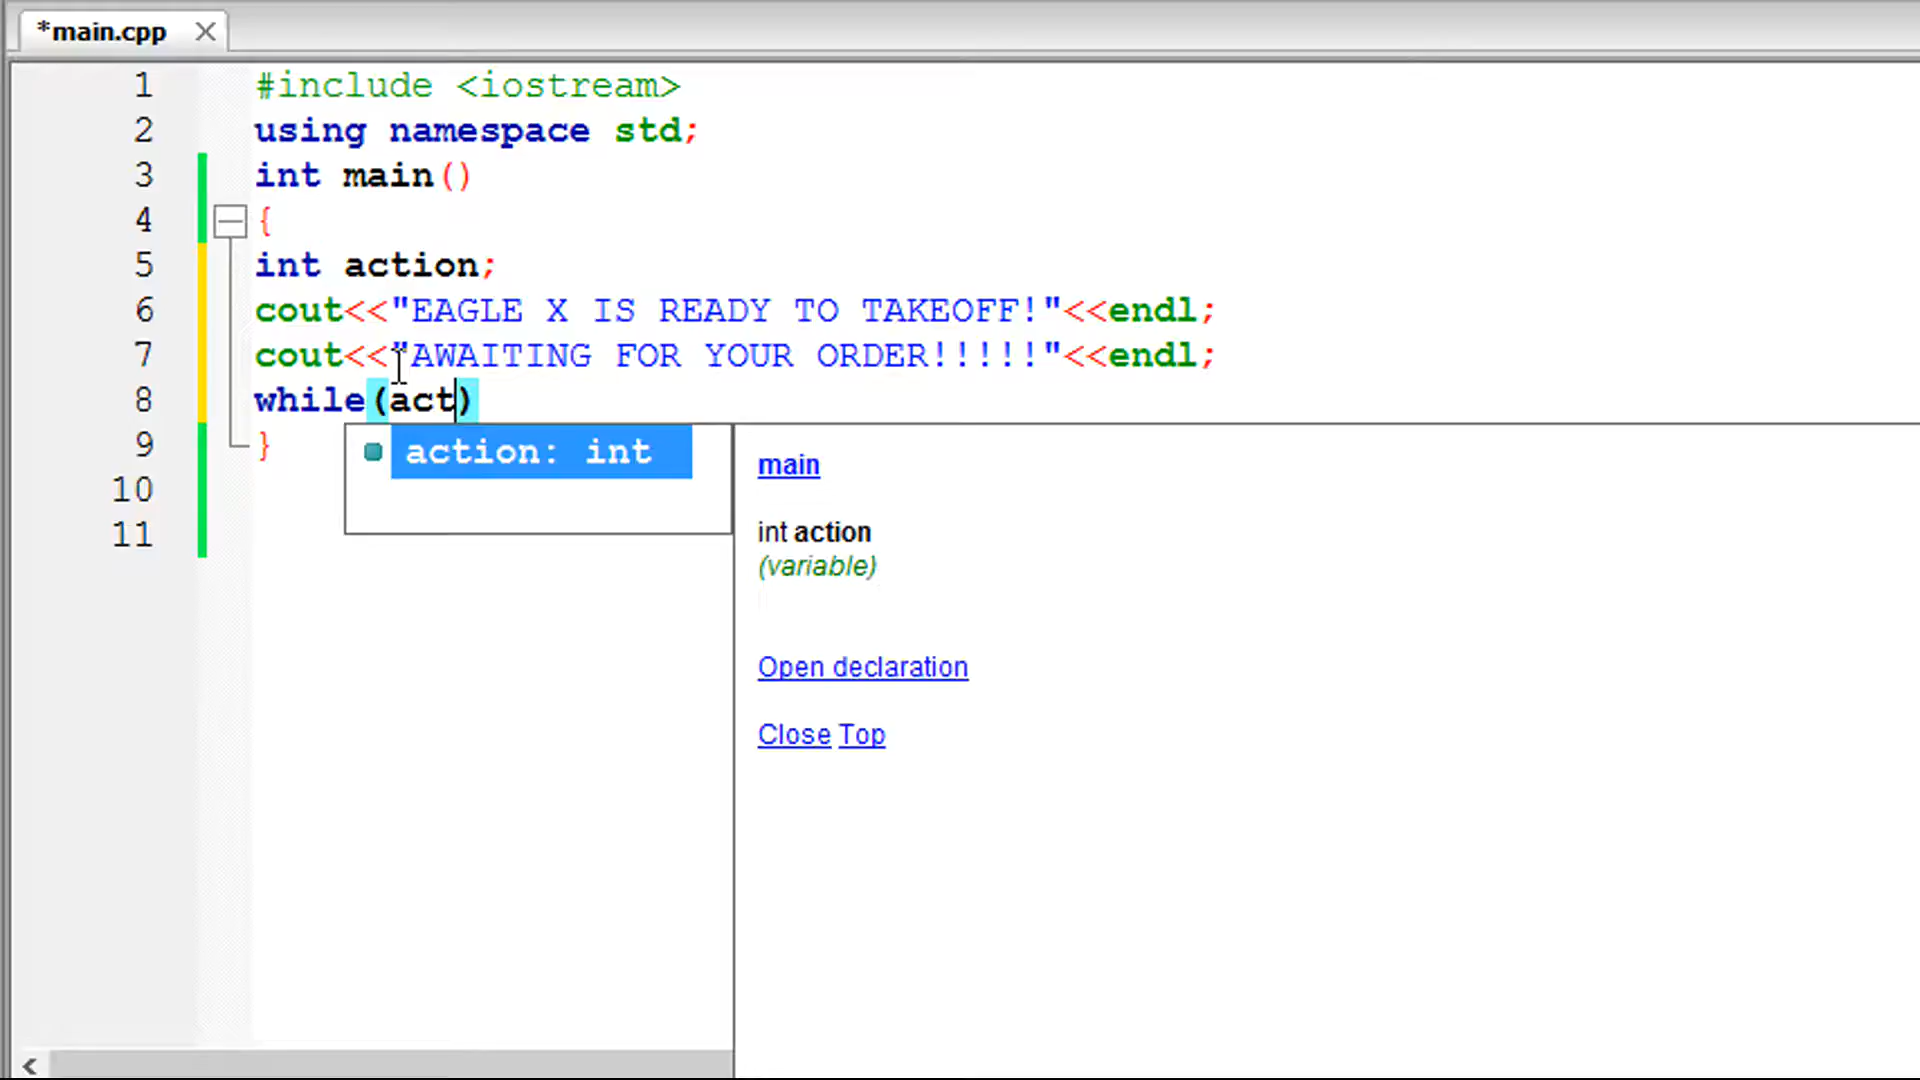 *main.cpp
1 #include <iostream>
2 using namespace std;
3 int main()
4 {
5 int action;
6 cout<<"EAGLE X IS READY TO TAKEOFF!"<<endl;
7 cout<<"AWAITING FOR YOUR ORDER!!!!!"<<endl;
8 while(act)
9 }
10
11
action: int
main
int action
(variable)
Open declaration
Close Top